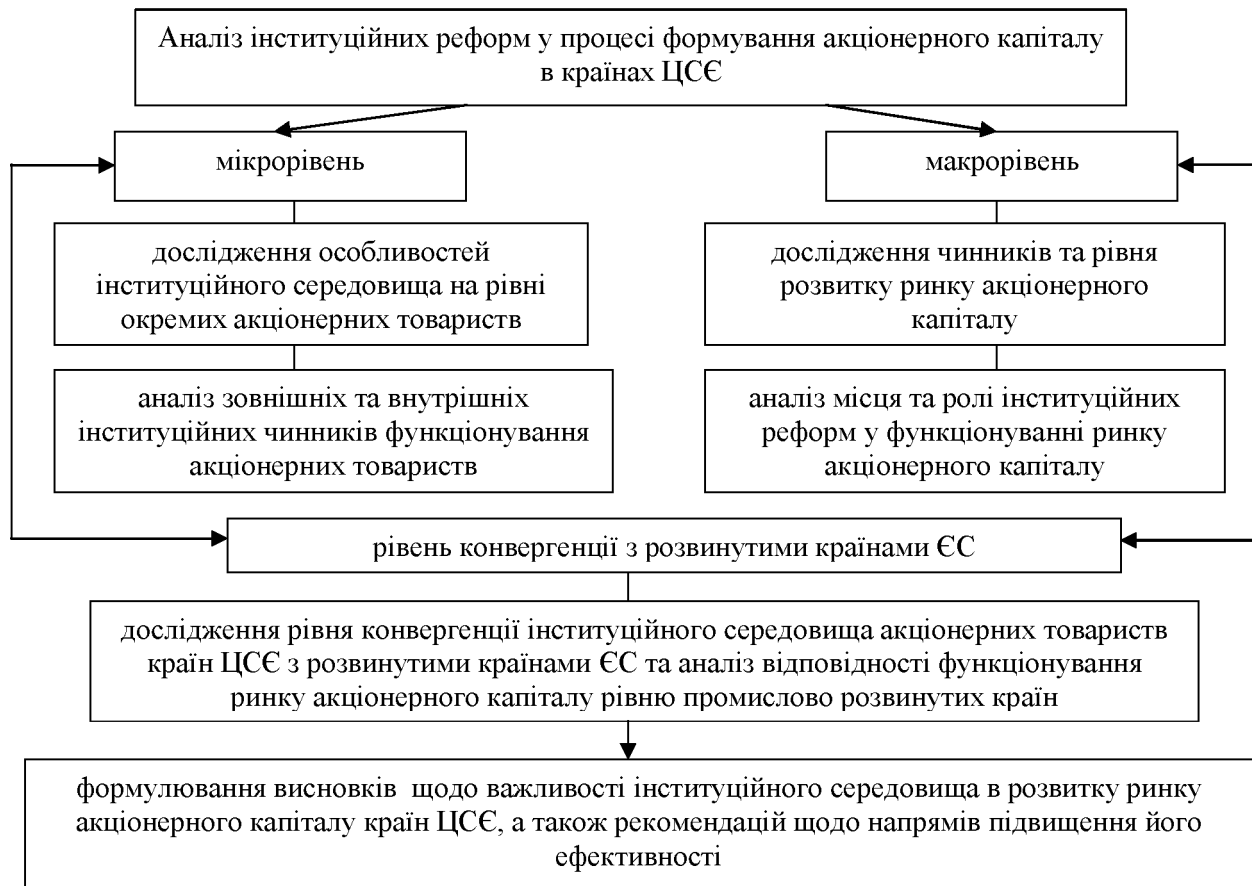 Аналіз інституційних реформ у процесі формування акціонерного капіталу
в країнах ЦСЄ
мікрорівень
макрорівень
дослідження особливостей
інституційного середовища на рівні
окремих акціонерних товариств
дослідження чинників та рівня
розвитку ринку акціонерного
капіталу
аналіз зовнішніх та внутрішніх
інституційних чинників функціонування
акціонерних товариств
аналіз місця та ролі інституційних
реформ у функціонуванні ринку
акціонерного капіталу
рівень конвергенції з розвинутими країнами ЄС
дослідження рівня конвергенції інституційного середовища акціонерних товариств
країн ЦСЄ з розвинутими країнами ЄС та аналіз відповідності функціонування
ринку акціонерного капіталу рівню промислово розвинутих країн
формулювання висновків щодо важливості інституційного середовища в розвитку ринку
акціонерного капіталу країн ЦСЄ, а також рекомендацій щодо напрямів підвищення його
ефективності